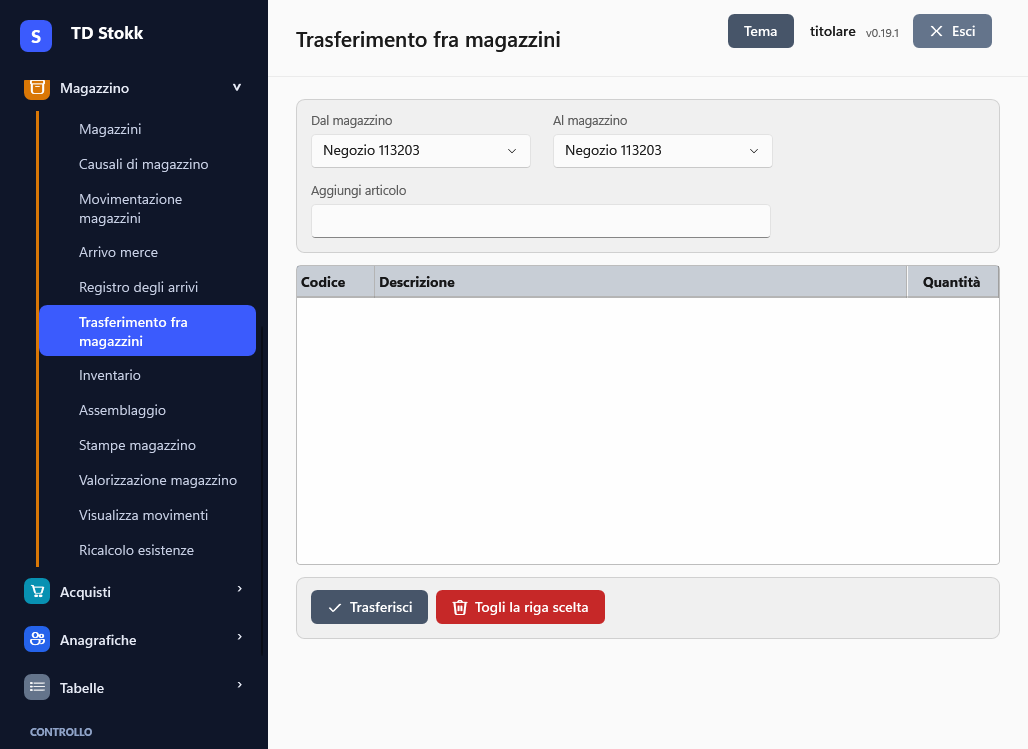 S
TD Stokk
Magazzino
Magazzini
Causali di magazzino
Movimentazione
magazzini
Arrivo merce
Registro degli arrivi
Trasferimento fra
magazzini
Inventario
Assemblaggio
Stampe magazzino
Valorizzazione magazzino
Visualizza movimenti
Ricalcolo esistenze
Acquisti
Anagrafiche
Tabelle
CONTROLLO
Trasferimento fra magazzini
Tema titolare v0.19.1 Esci
Dal magazzino Al magazzino
Negozio 113203 Negozio 113203
Aggiungi articolo
Codice Descrizione Quantità
Trasferisci Togli la riga scelta